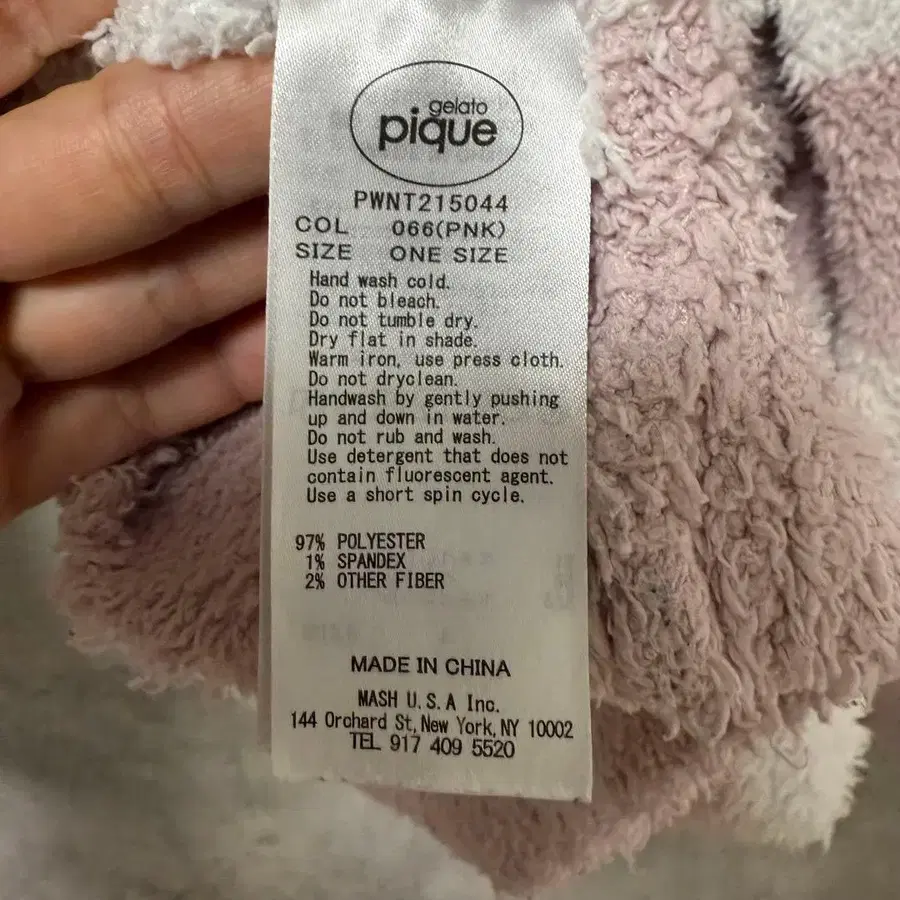 gelato
pique
PWNT215044
COL 066(PNK)
SIZE ONE SIZE
Hand wash cold.
Do not bleach.
Do not tumble dry.
Dry flat in shade.
Warm iron, use press cloth.
Do not dryclean.
Handwash by gently pushing
up and down in water.
Do not rub and wash.
Use detergent that does not
contain fluorescent agent.
Use a short spin cycle.
97% POLYESTER
1% SPANDEX
2% OTHER FIBER
MADE IN CHINA
MASH U.S.A Inc.
144 Orchard St, New York, NY 10002
TEL 917 409 5520